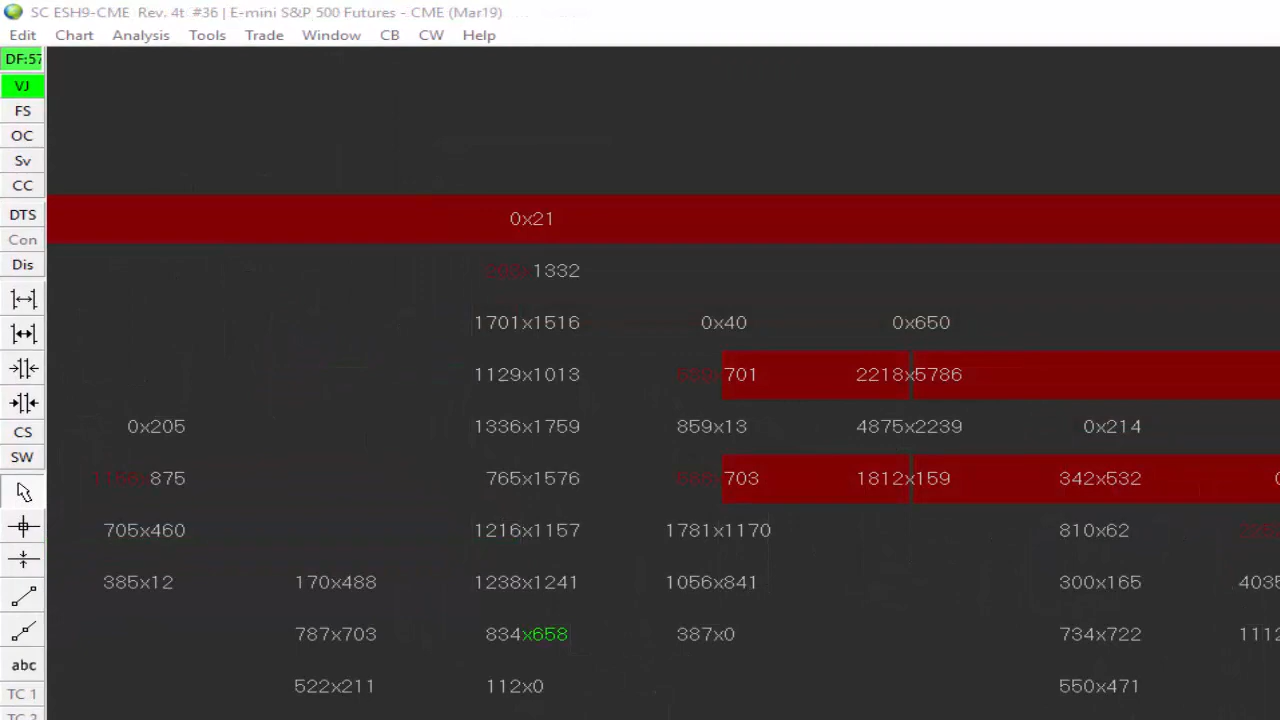 SC ESH9-CME Rev. 4t #36 | E-mini S&P 500 Futures - CME (Mar19)
Edit Chart Analysis Tools Trade Window CB CW Help
DF:57
VJ
FS
OC
Sv
CC
DTS
Con
Dis
CS
SW
abc
TC 1
0x21
1332
1701x1516 0x40 0x650
1129x1013 701 2218x5786
0x205 1336x1759 859x13 4875x2239 0x214
875 765x1576 703 1812x159 342x532
705x460 1216x1157 1781x1170 810x62
385x12 170x488 1238x1241 1056x841 300x165 4035
787x703 834x658 387x0 734x722 1112
522x211 112x0 550x471